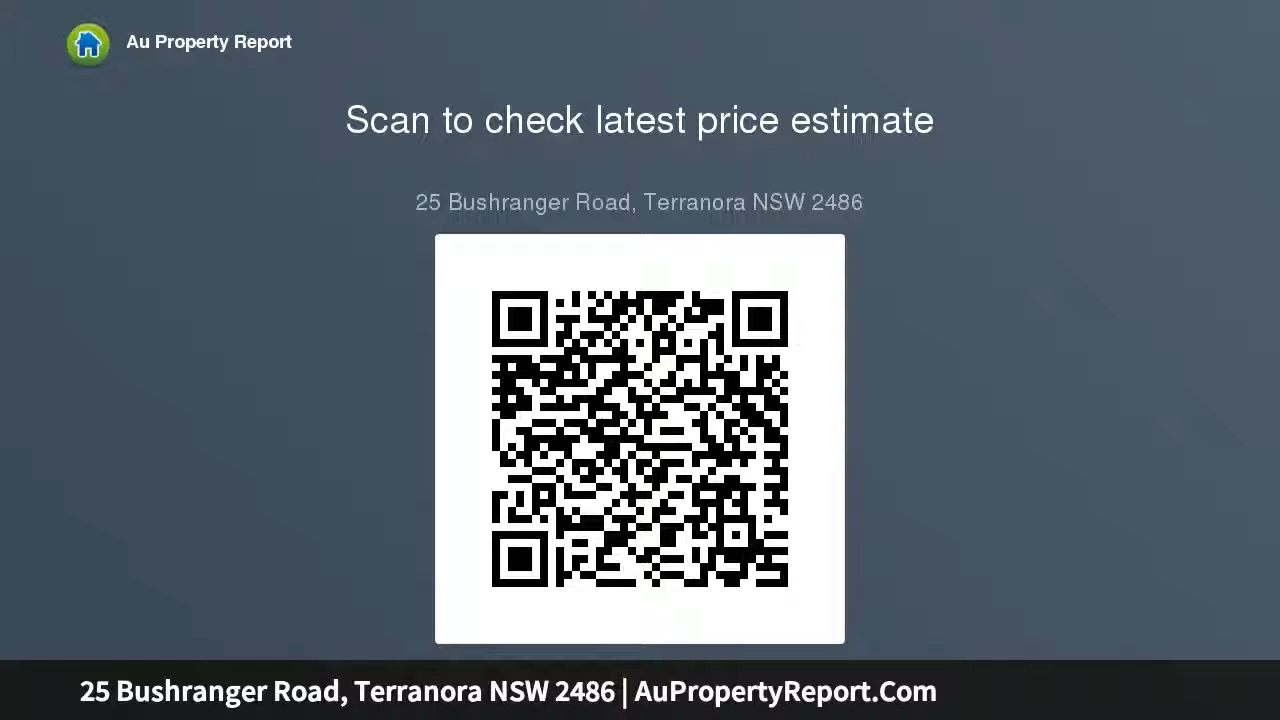 Au Property Report
Scan to check latest price estimate
25 Bushranger Road, Terranora NSW 2486
25 Bushranger Road, Terranora NSW 2486 | AuPropertyReport.Com